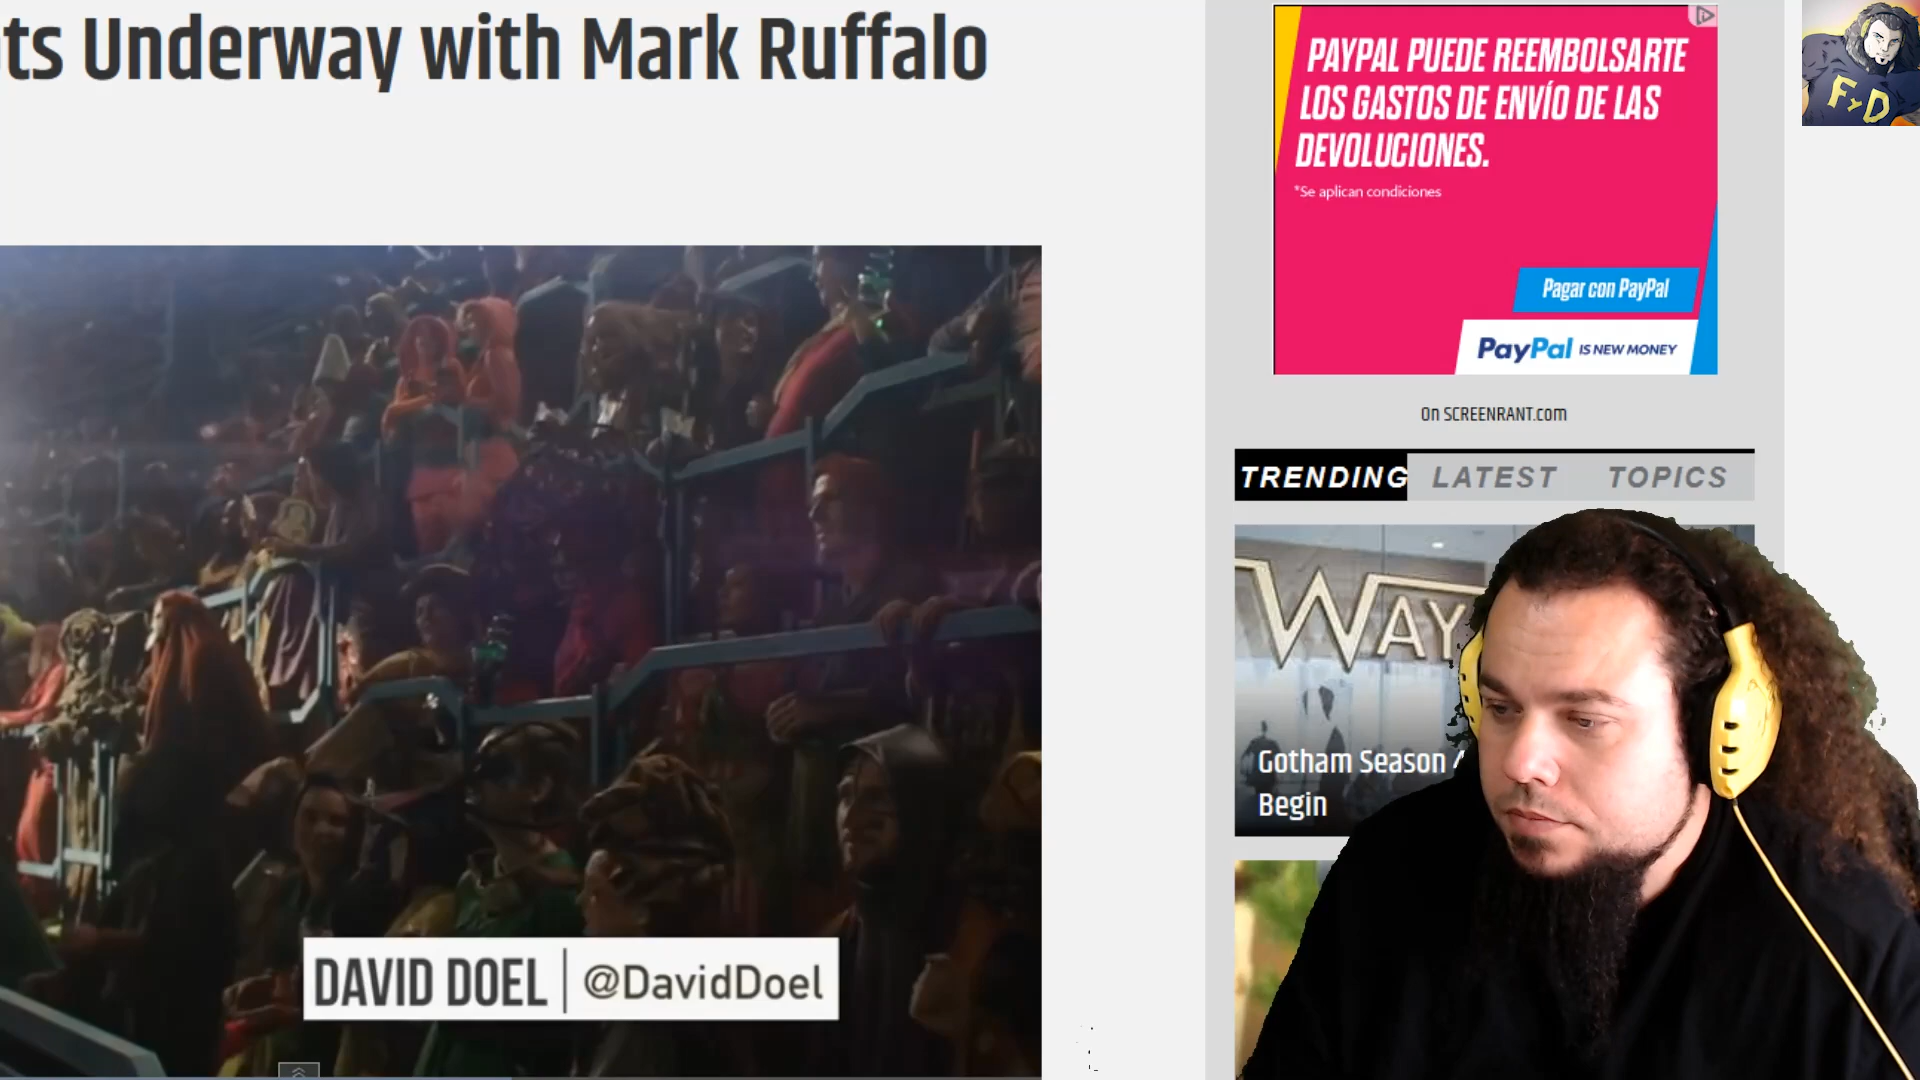 ts Underway with Mark Ruffalo
PAYPAL PUEDE REEMBOLSARTE
LOS GASTOS DE ENVÍO DE LAS
DEVOLUCIONES.
*Se aplican condiciones
Pagar con PayPal
PayPal IS NEW MONEY
FyD
On SCREENRANT.com
TRENDING LATEST TOPICS
WAY
Gotham Season
Begin
DAVID DOEL | @DavidDoel